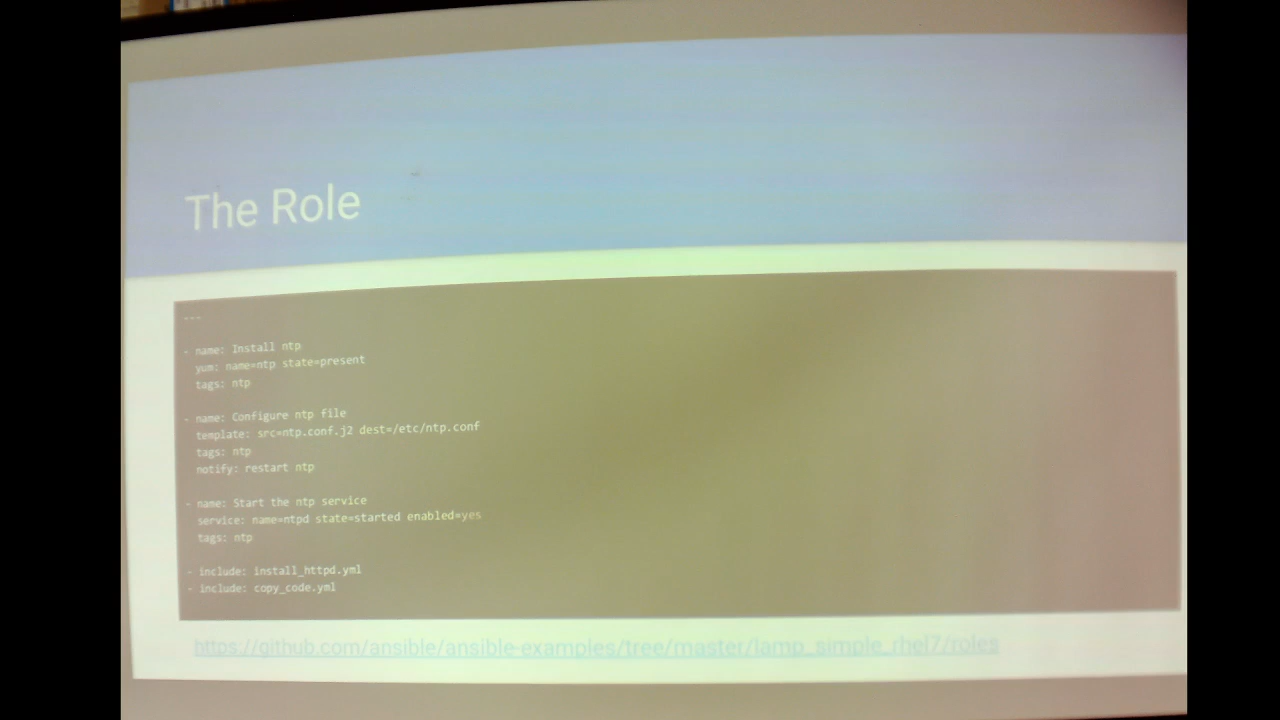 The Role
---
- name: Install ntp
yum: name=ntp state=present
tags: ntp
- name: Configure ntp file
template: src=ntp.conf.j2 dest=/etc/ntp.conf
tags: ntp
notify: restart ntp
- name: Start the ntp service
service: name=ntpd state=started enabled=yes
tags: ntp
- include: install_httpd.yml
- include: copy_code.yml
https://github.com/ansible/ansible-examples/tree/master/lamp_simple_rhel7/roles